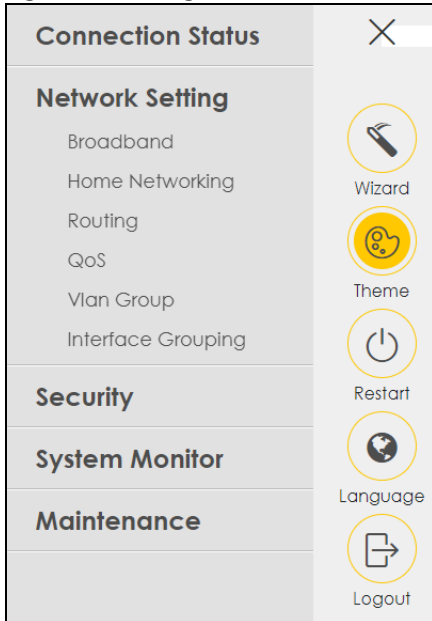 Connection Status
Network Setting
Broadband
Home Networking
Routing
QoS
Vlan Group
Interface Grouping
Security
System Monitor
Maintenance
Wizard
Theme
Restart
Language
Logout